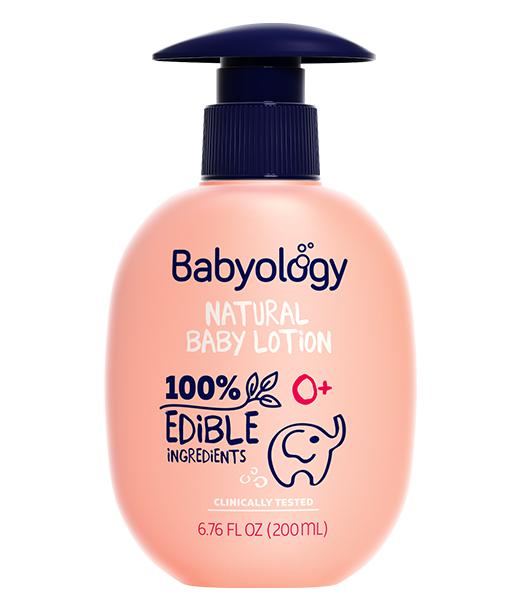 Babyology
NATURAL
BABY LOTiON
100%
0+
EDiBLE
iNGREDiENTS
CLINICALLY TESTED
6.76 FL OZ (200ML)